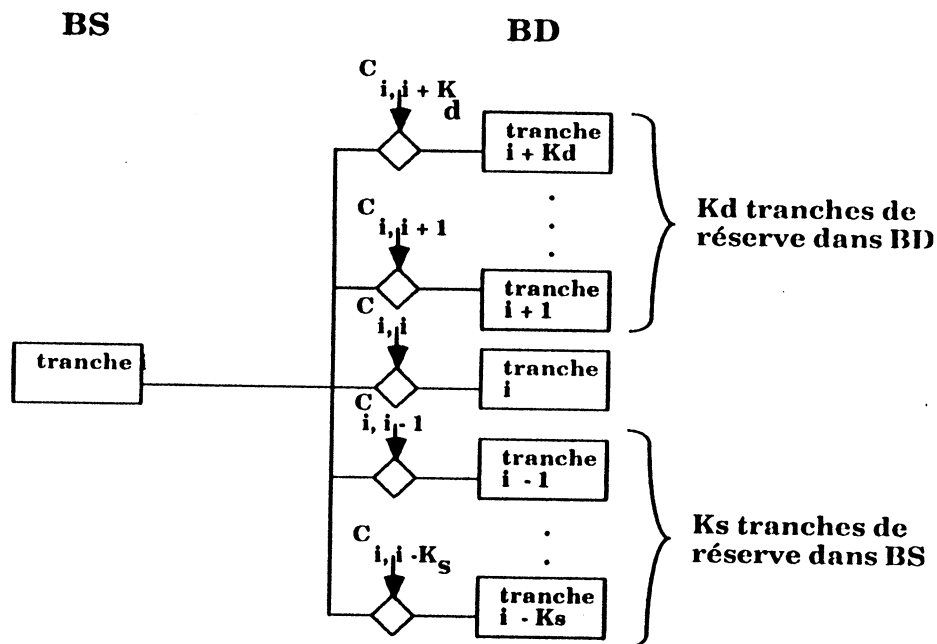 BS
BD
C i, i + K d
tranche
i + Kd
Kd tranches de
réserve dans BD
C i, i + 1
tranche
i + 1
C i, i
tranche i
tranche
i
C i, i - 1
tranche
i - 1
Ks tranches de
réserve dans BS
C i, i - K s
tranche
i - Ks